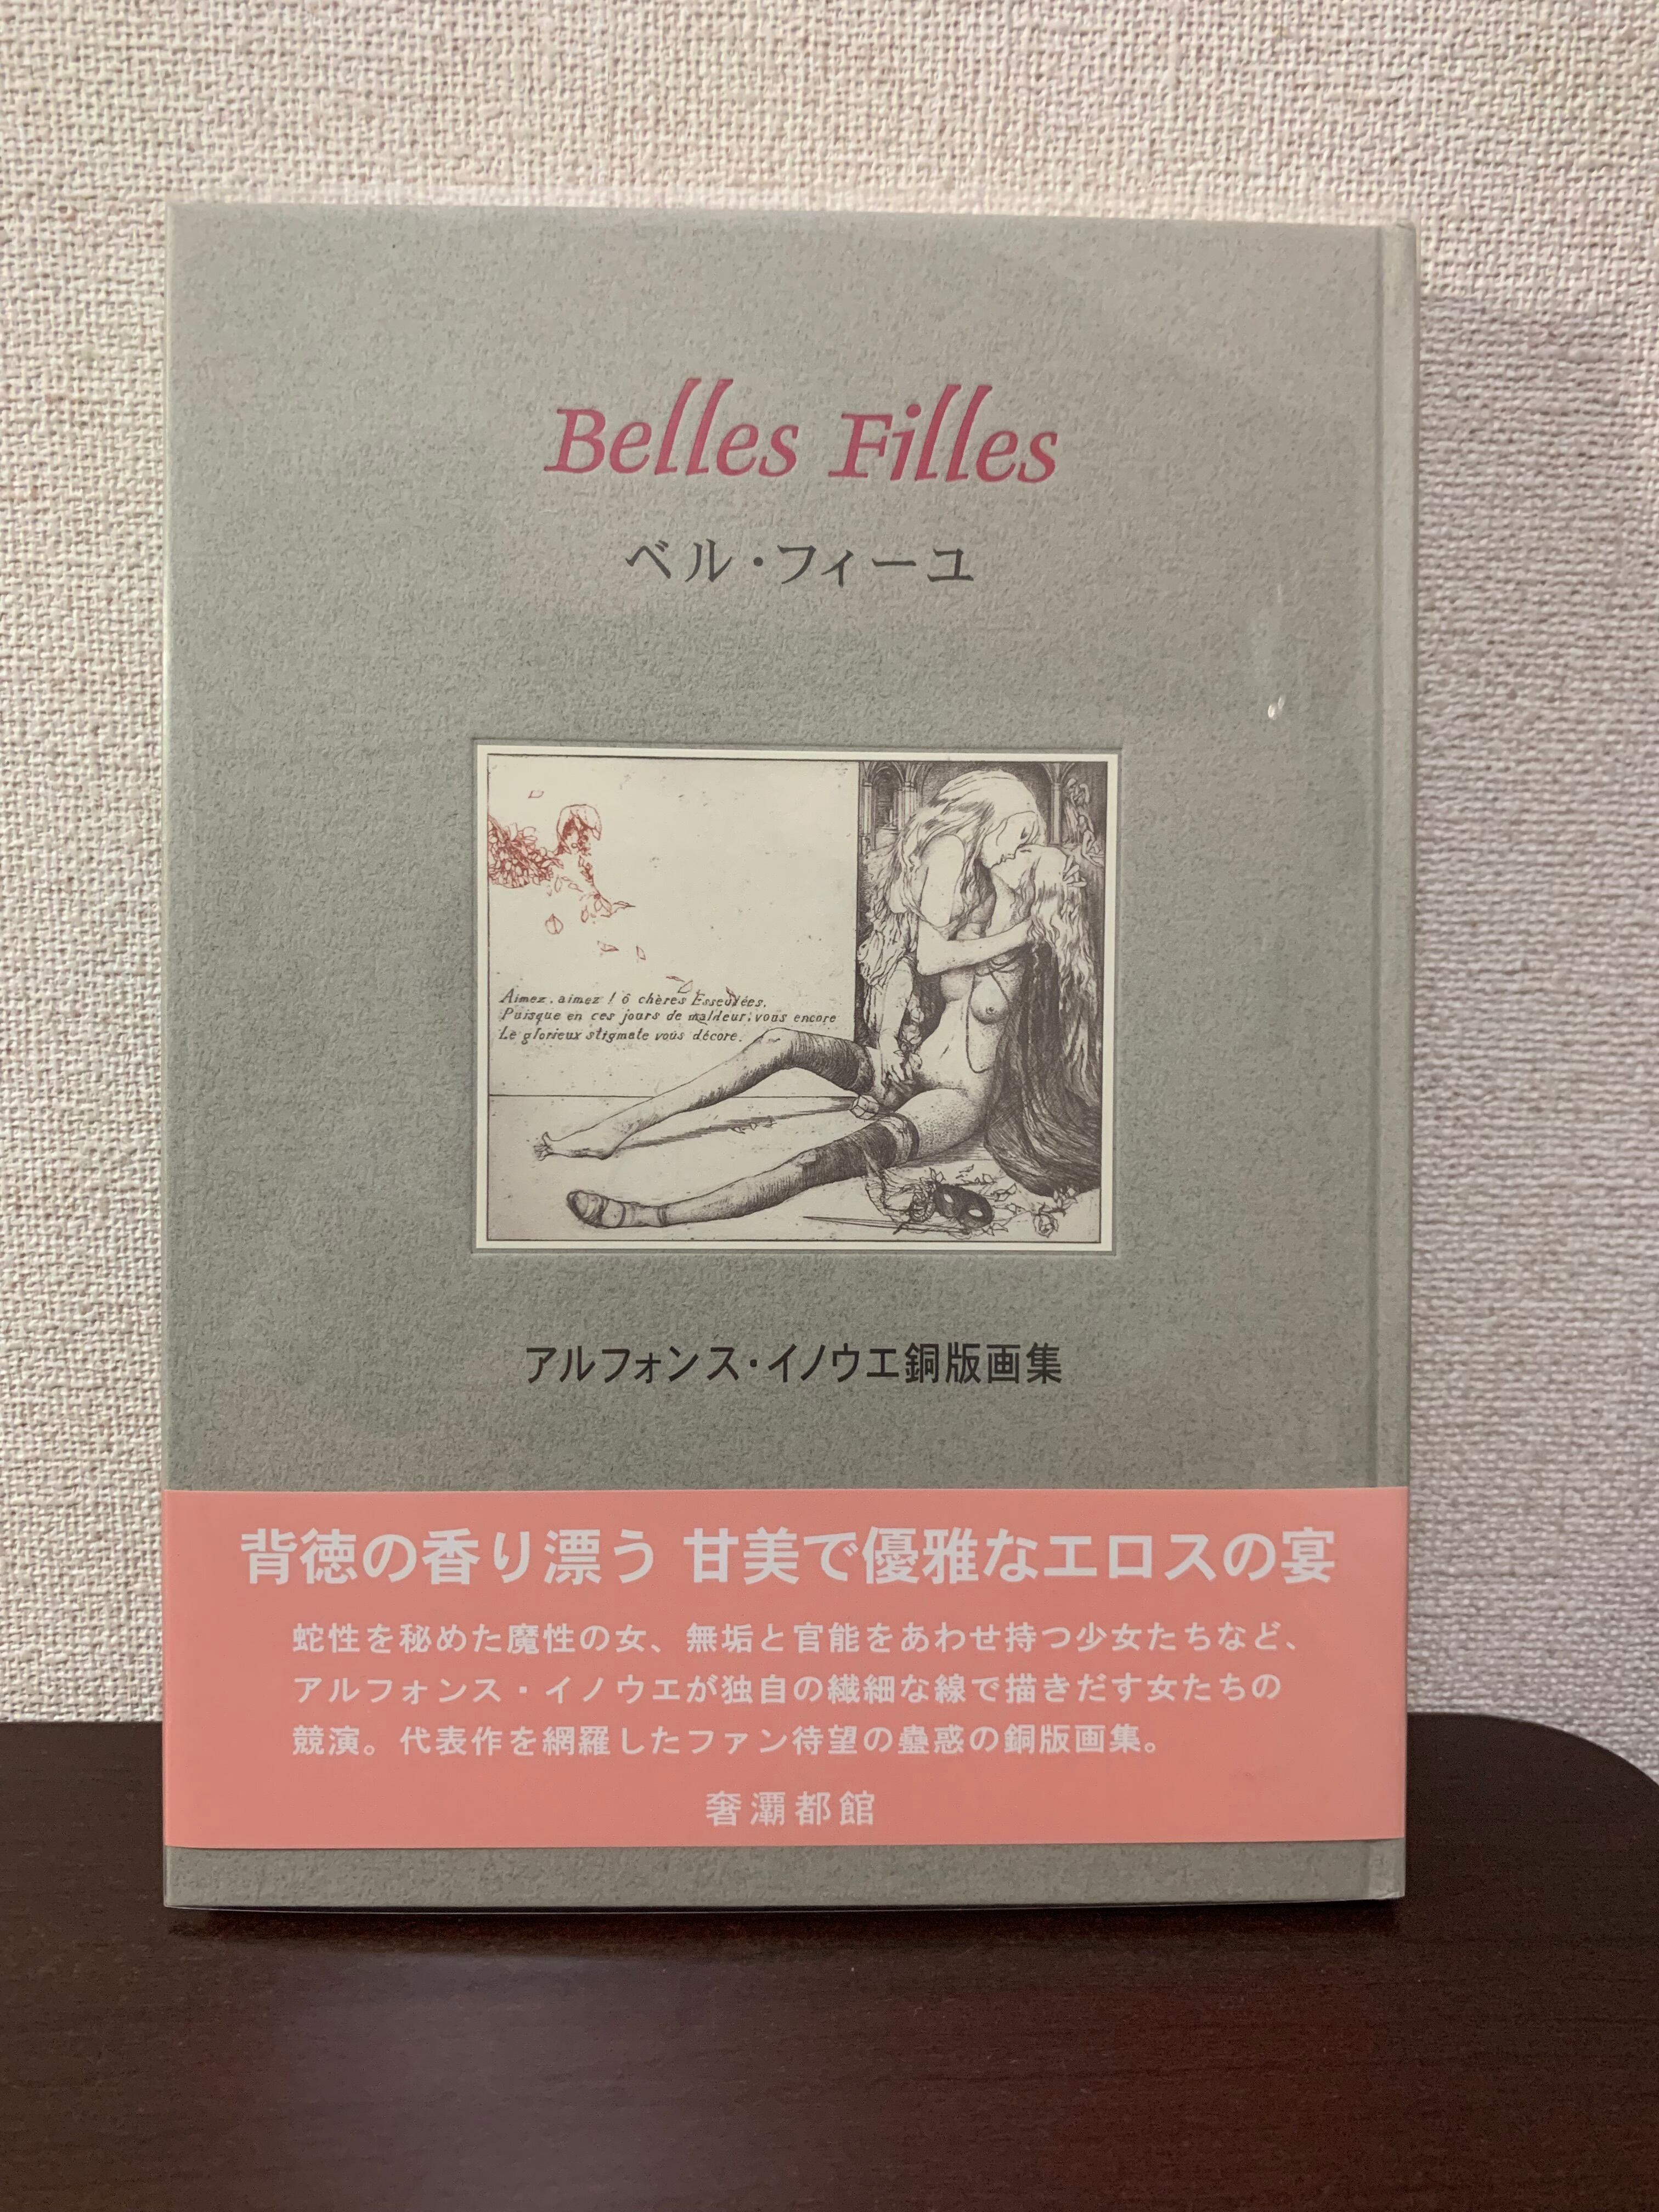 Belles Filles
ベル・フィーユ
Aimez, aimez ! ô chères Esseulées,
Puisque en ces jours de maldeur, vous encore
Le glorieux stigmate vous décore.
アルフォンス・イノウエ銅版画集
背徳の香り漂う 甘美で優雅なエロスの宴
蛇性を秘めた魔性の女、無垢と官能をあわせ持つ少女たちなど、
アルフォンス・イノウエが独自の繊細な線で描きだす女たちの
競演。代表作を網羅したファン待望の蠱惑の銅版画集。
奢灞都館